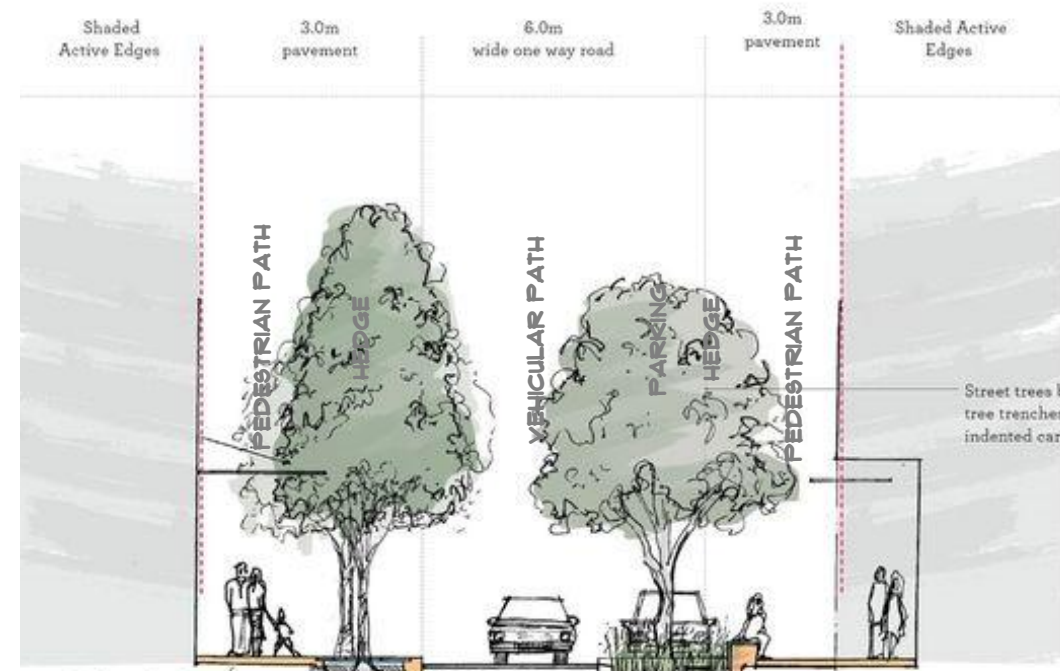 Shaded
Active Edges
3.0m
pavement
6.0m
wide one way road
3.0m
pavement
Shaded Active
Edges
PEDESTRIAN PATH
HEDGE
VEHICULAR PATH
PARKING
HEDGE
PEDESTRIAN PATH
Street trees
tree trenches
indented